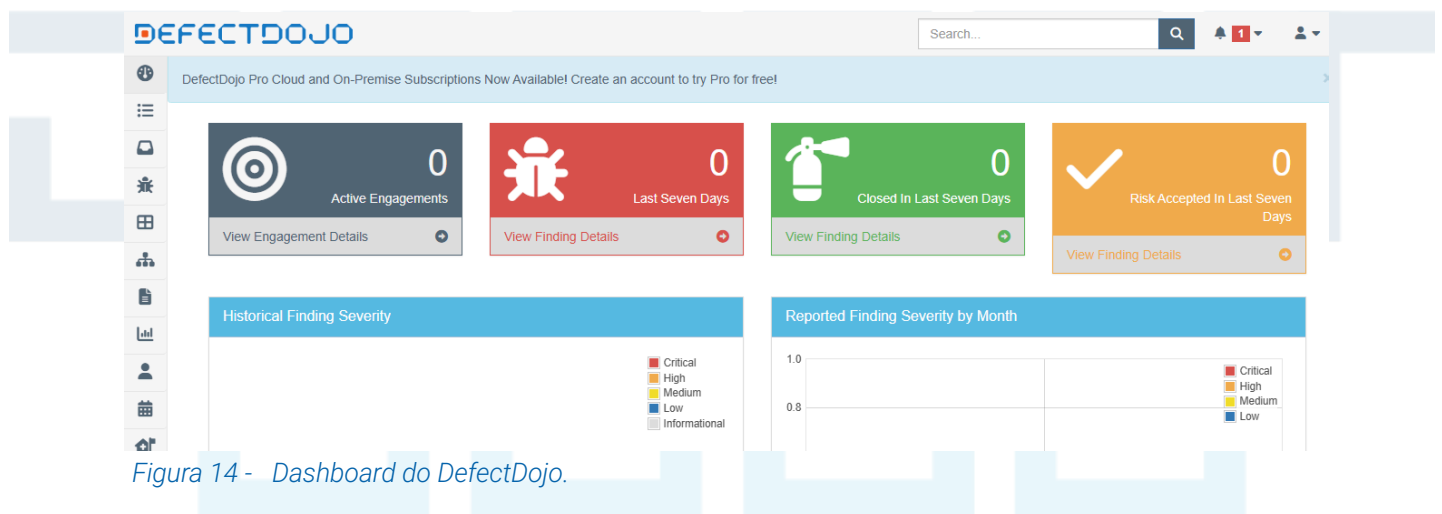 DEFECTDOJO
Search...
1
DefectDojo Pro Cloud and On-Premise Subscriptions Now Available! Create an account to try Pro for free!
0
Active Engagements
View Engagement Details
0
Last Seven Days
View Finding Details
0
Closed In Last Seven Days
View Finding Details
0
Risk Accepted In Last Seven
Days
View Finding Details
Historical Finding Severity
Critical
High
Medium
Low
Informational
Reported Finding Severity by Month
1.0
0.8
Critical
High
Medium
Low
Figura 14 - Dashboard do DefectDojo.